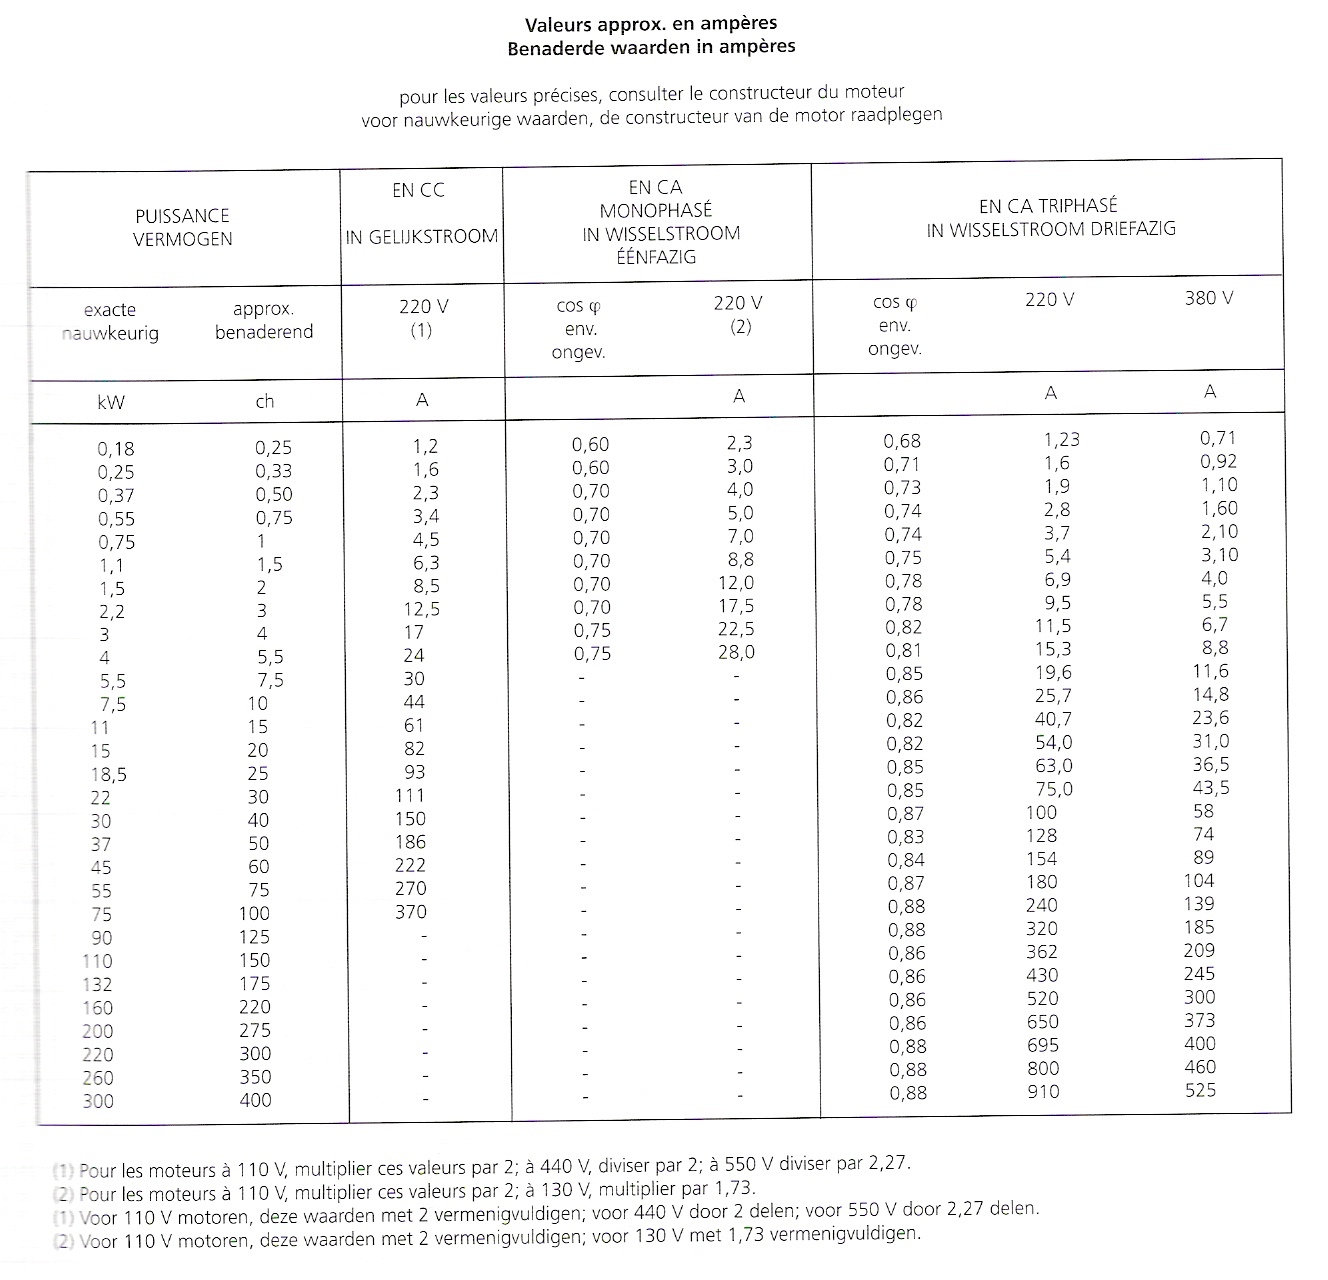 Valeurs approx. en ampères
Benaderde waarden in ampères
pour les valeurs précises, consulter le constructeur du moteur
voor nauwkeurige waarden, de constructeur van de motor raadplegen
PUISSANCE
VERMOGEN
EN CC
IN GELIJKSTROOM
EN CA
MONOPHASÉ
IN WISSELSTROOM
ÉÉNFAZIG
EN CA TRIPHASÉ
IN WISSELSTROOM DRIEFAZIG
exacte
nauwkeurig
approx.
benaderend
220 V
(1)
cos φ
env.
ongev.
220 V
(2)
cos φ
env.
ongev.
220 V
380 V
kW ch A A A A
0,18 0,25 1,2 0,60 2,3 0,68 1,23 0,71
0,25 0,33 1,6 0,60 3,0 0,71 1,6 0,92
0,37 0,50 2,3 0,70 4,0 0,73 1,9 1,10
0,55 0,75 3,4 0,70 5,0 0,74 2,8 1,60
0,75 1 4,5 0,70 7,0 0,74 3,7 2,10
1,1 1,5 6,3 0,70 8,8 0,75 5,4 3,10
1,5 2 8,5 0,70 12,0 0,78 6,9 4,0
2,2 3 12,5 0,70 17,5 0,78 9,5 5,5
3 4 17 0,75 22,5 0,82 11,5 6,7
4 5,5 24 0,75 28,0 0,81 15,3 8,8
5,5 7,5 30 - - 0,85 19,6 11,6
7,5 10 44 - - 0,86 25,7 14,8
11 15 61 - - 0,82 40,7 23,6
15 20 82 - - 0,82 54,0 31,0
18,5 25 93 - - 0,85 63,0 36,5
22 30 111 - - 0,85 75,0 43,5
30 40 150 - - 0,87 100 58
37 50 186 - - 0,83 128 74
45 60 222 - - 0,84 154 89
55 75 270 - - 0,87 180 104
75 100 370 - - 0,88 240 139
90 125 - - - 0,88 320 185
110 150 - - - 0,86 362 209
132 175 - - - 0,86 430 245
160 220 - - - 0,86 520 300
200 275 - - - 0,86 650 373
220 300 - - - 0,88 695 400
260 350 - - - 0,88 800 460
300 400 - - - 0,88 910 525
(1) Pour les moteurs à 110 V, multiplier ces valeurs par 2; à 440 V, diviser par 2; à 550 V diviser par 2,27.
(2) Pour les moteurs à 110 V, multiplier ces valeurs par 2; à 130 V, multiplier par 1,73.
(1) Voor 110 V motoren, deze waarden met 2 vermenigvuldigen; voor 440 V door 2 delen; voor 550 V door 2,27 delen.
(2) Voor 110 V motoren, deze waarden met 2 vermenigvuldigen; voor 130 V met 1,73 vermenigvuldigen.